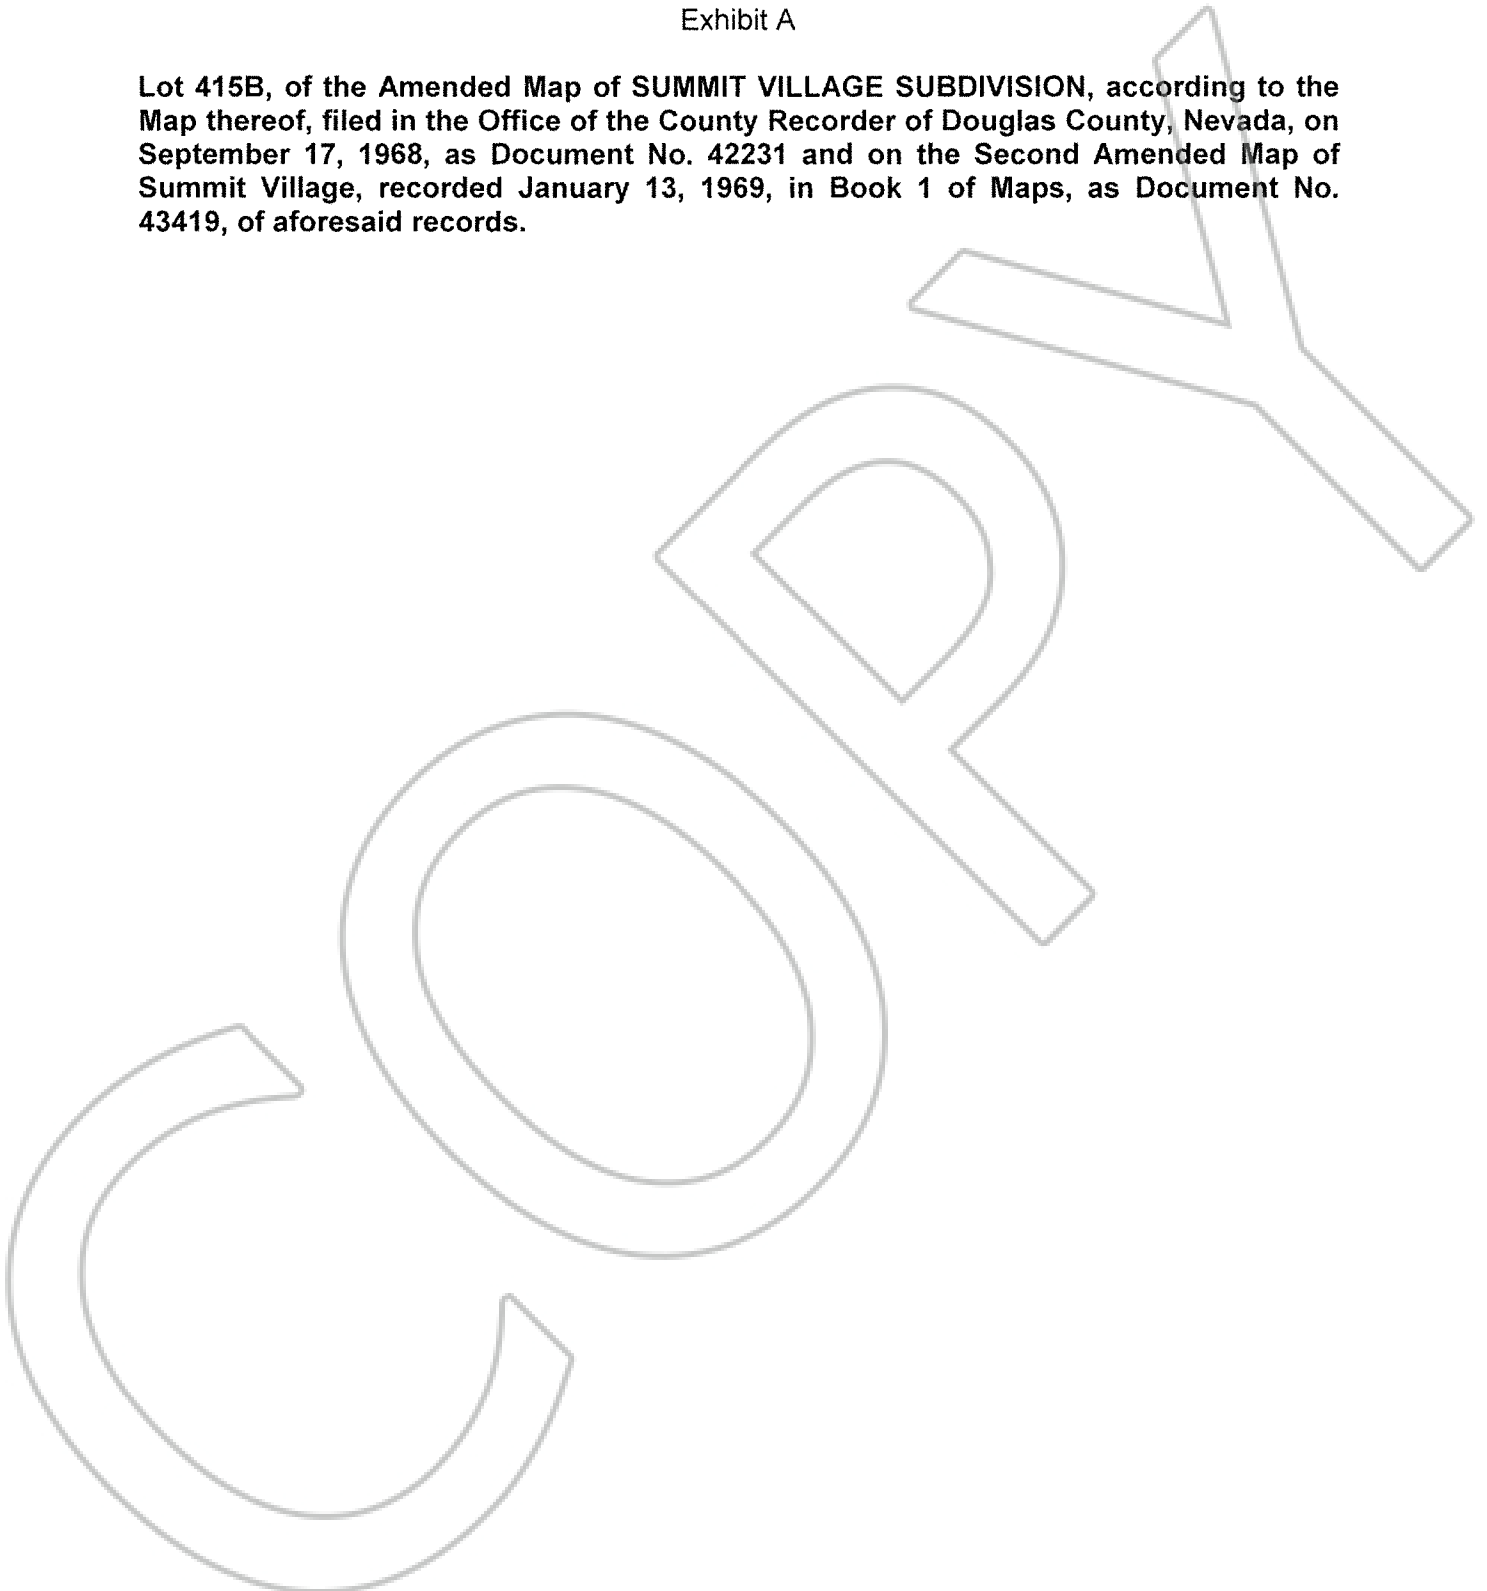 Exhibit A
Lot 415B, of the Amended Map of SUMMIT VILLAGE SUBDIVISION, according to the
Map thereof, filed in the Office of the County Recorder of Douglas County, Nevada, on
September 17, 1968, as Document No. 42231 and on the Second Amended Map of
Summit Village, recorded January 13, 1969, in Book 1 of Maps, as Document No.
43419, of aforesaid records.
COPY